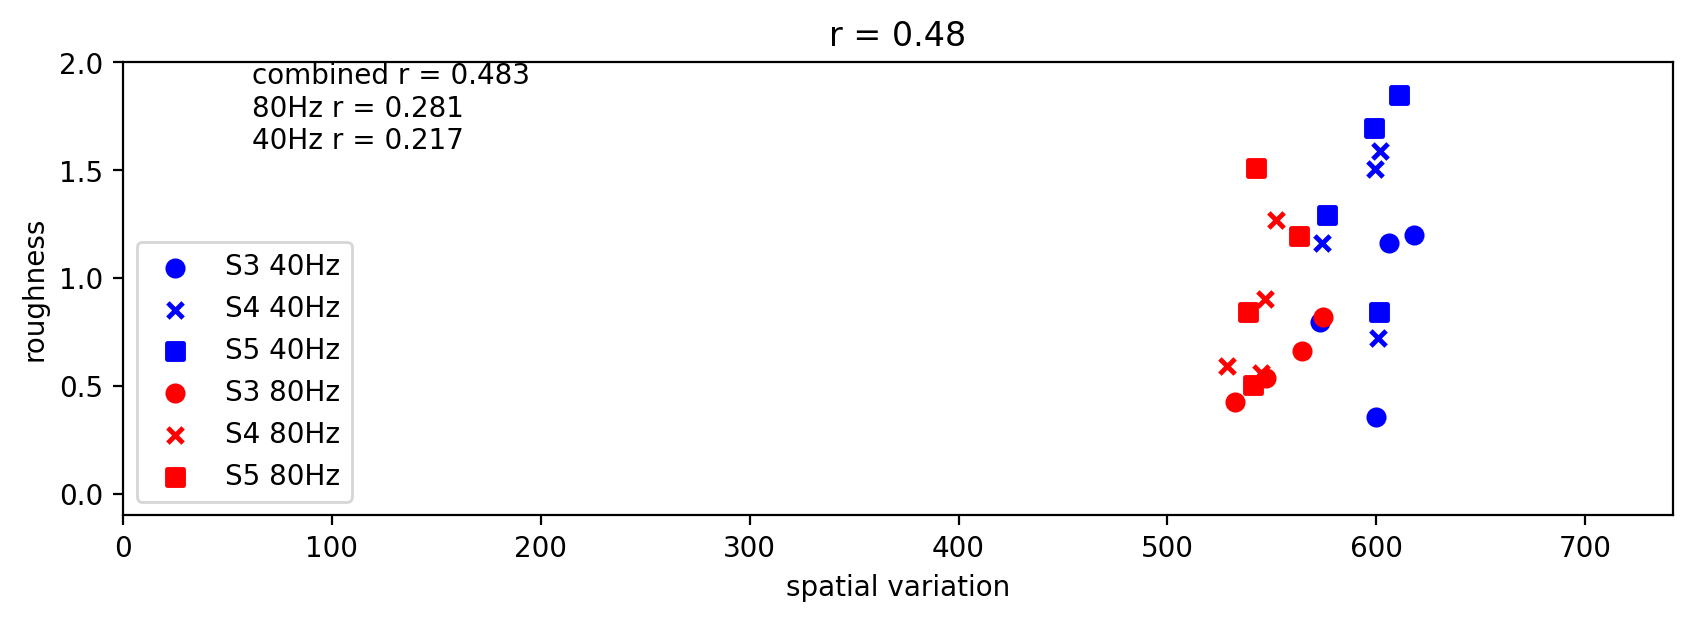 r = 0.48
combined r = 0.483
80Hz r = 0.281
40Hz r = 0.217
2.0
1.5
1.0
0.5
0.0
roughness
S3 40Hz
S4 40Hz
S5 40Hz
S3 80Hz
S4 80Hz
S5 80Hz
0 100 200 300 400 500 600 700
spatial variation